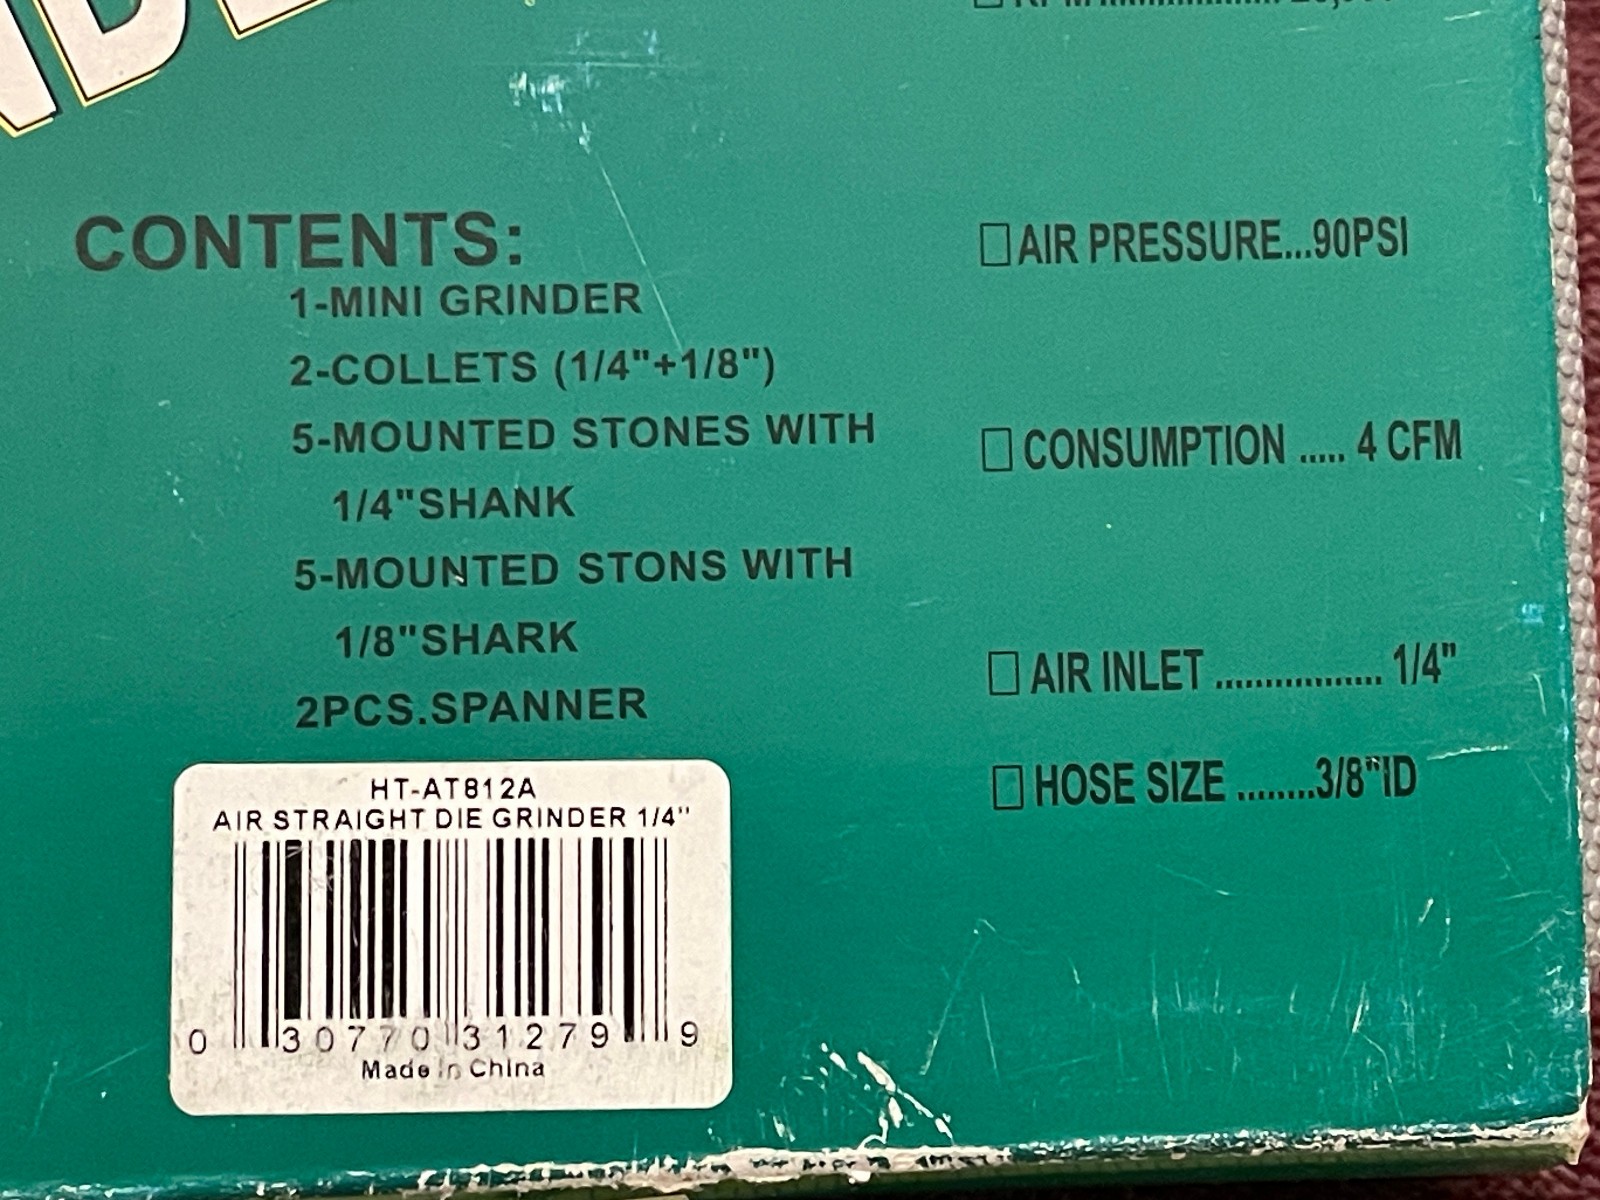 CONTENTS:
1-MINI GRINDER
2-COLLETS (1/4"+1/8")
5-MOUNTED STONES WITH
1/4"SHANK
5-MOUNTED STONS WITH
1/8"SHARK
2PCS.SPANNER
□AIR PRESSURE...90PSI
□ CONSUMPTION ..... 4 CFM
□ AIR INLET ................. 1/4"
□ HOSE SIZE ........3/8"ID
HT-AT812A
AIR STRAIGHT DIE GRINDER 1/4"
0 30770 31279 9
Made in China